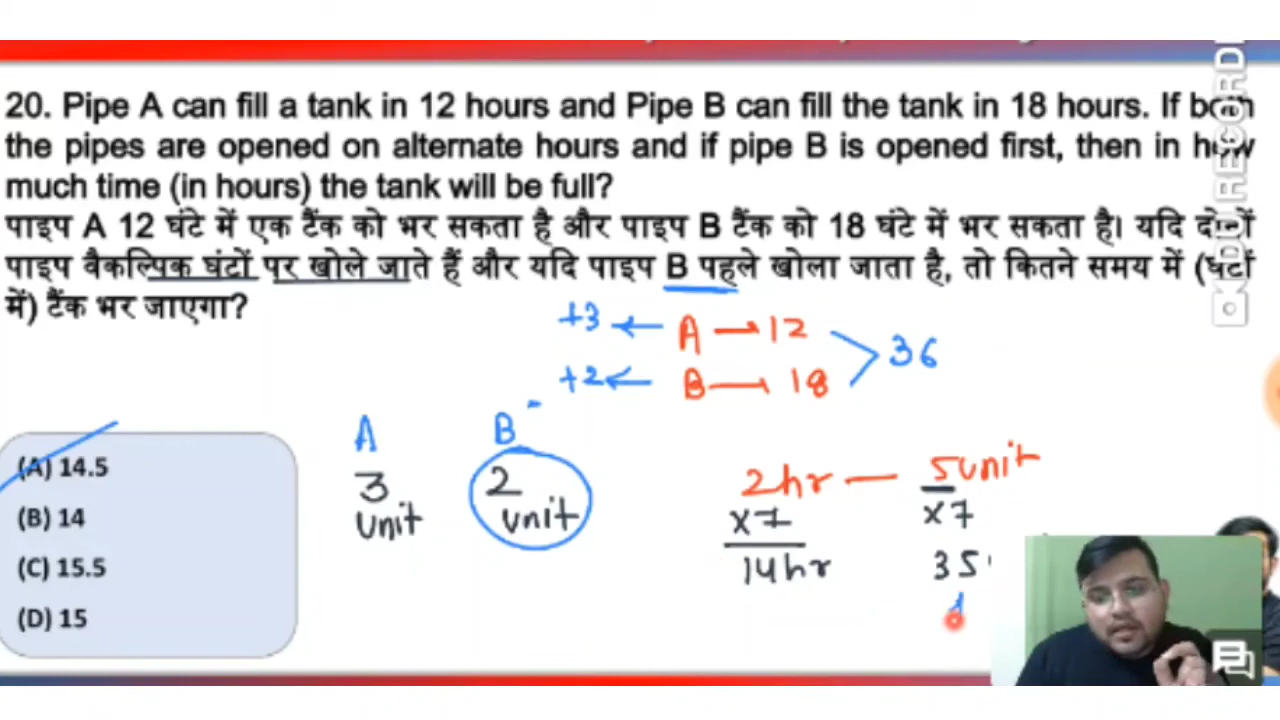 20. Pipe A can fill a tank in 12 hours and Pipe B can fill the tank in 18 hours. If both
the pipes are opened on alternate hours and if pipe B is opened first, then in how
much time (in hours) the tank will be full?
पाइप A 12 घंटे में एक टैंक को भर सकता है और पाइप B टैंक को 18 घंटे में भर सकता है। यदि दोनों
पाइप वैकल्पिक घंटों पर खोले जाते हैं और यदि पाइप B पहले खोला जाता है, तो कितने समय में (घंटों
में) टैंक भर जाएगा?
+3 ← A → 12
+2 ← B → 18
36
A B
3 2
unit unit
2hr — 5unit
x7 x7
14hr 35
(A) 14.5
(B) 14
(C) 15.5
(D) 15